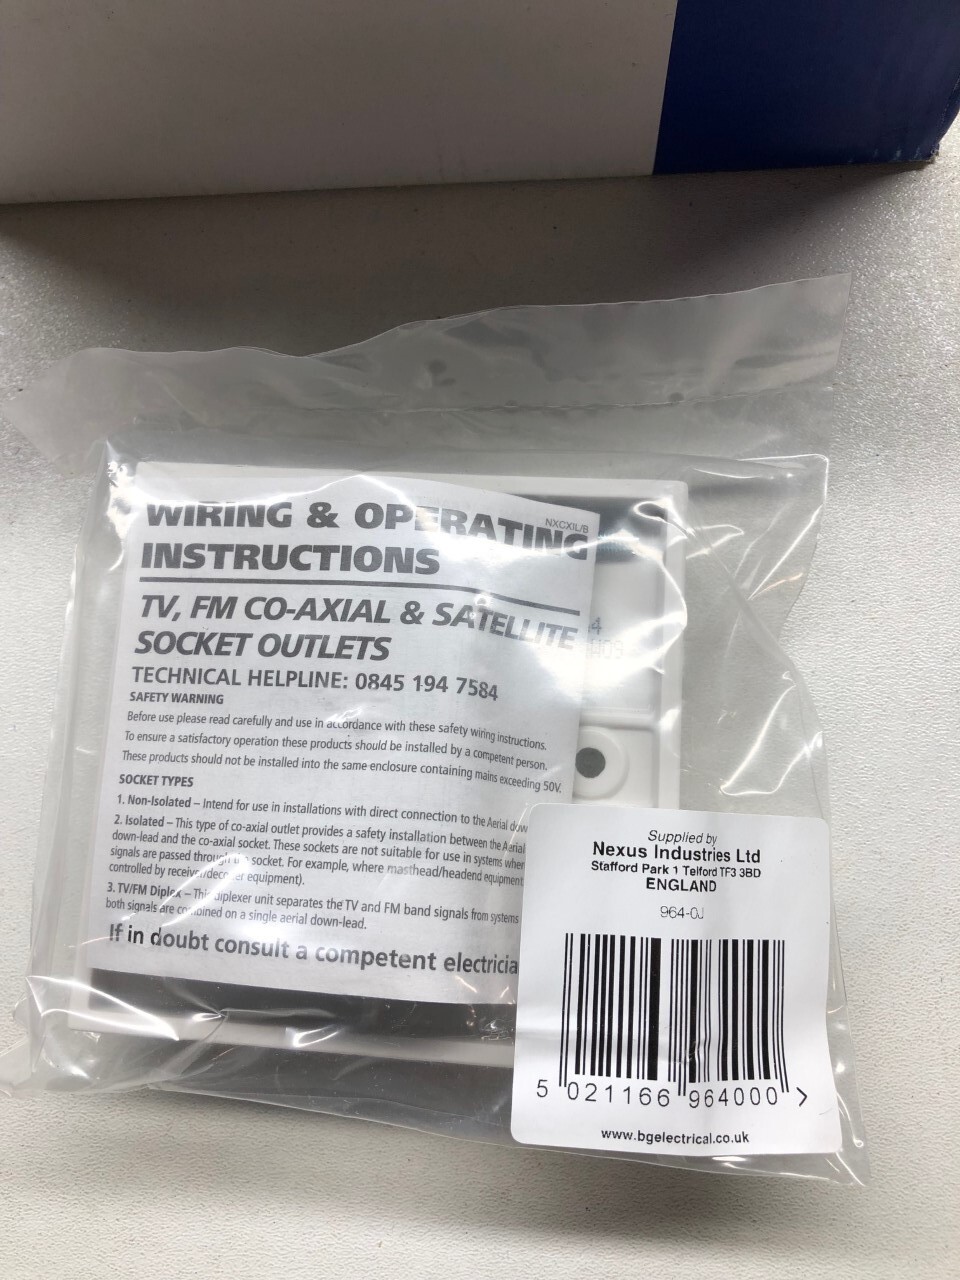 NXCXIL/B
WIRING & OPERATING
INSTRUCTIONS
TV, FM CO-AXIAL & SATELLITE
SOCKET OUTLETS
TECHNICAL HELPLINE: 0845 194 7584
SAFETY WARNING
Before use please read carefully and use in accordance with these safety wiring instructions.
To ensure a satisfactory operation these products should be installed by a competent person.
These products should not be installed into the same enclosure containing mains exceeding 50V.
SOCKET TYPES
1. Non-Isolated – Intend for use in installations with direct connection to the Aerial dow
2. Isolated – This type of co-axial outlet provides a safety installation between the Aerial
down-lead and the co-axial socket. These sockets are not suitable for use in systems wher
signals are passed through a socket. For example, where masthead/headend equipment
controlled by receiver/decoder equipment).
3. TV/FM Diplex – This diplexer unit separates the TV and FM band signals from systems
both signals are combined on a single aerial down-lead.
If in doubt consult a competent electricia
Supplied by
Nexus Industries Ltd
Stafford Park 1 Telford TF3 3BD
ENGLAND
964-0J
5 021166 964000 >
www.bgelectrical.co.uk